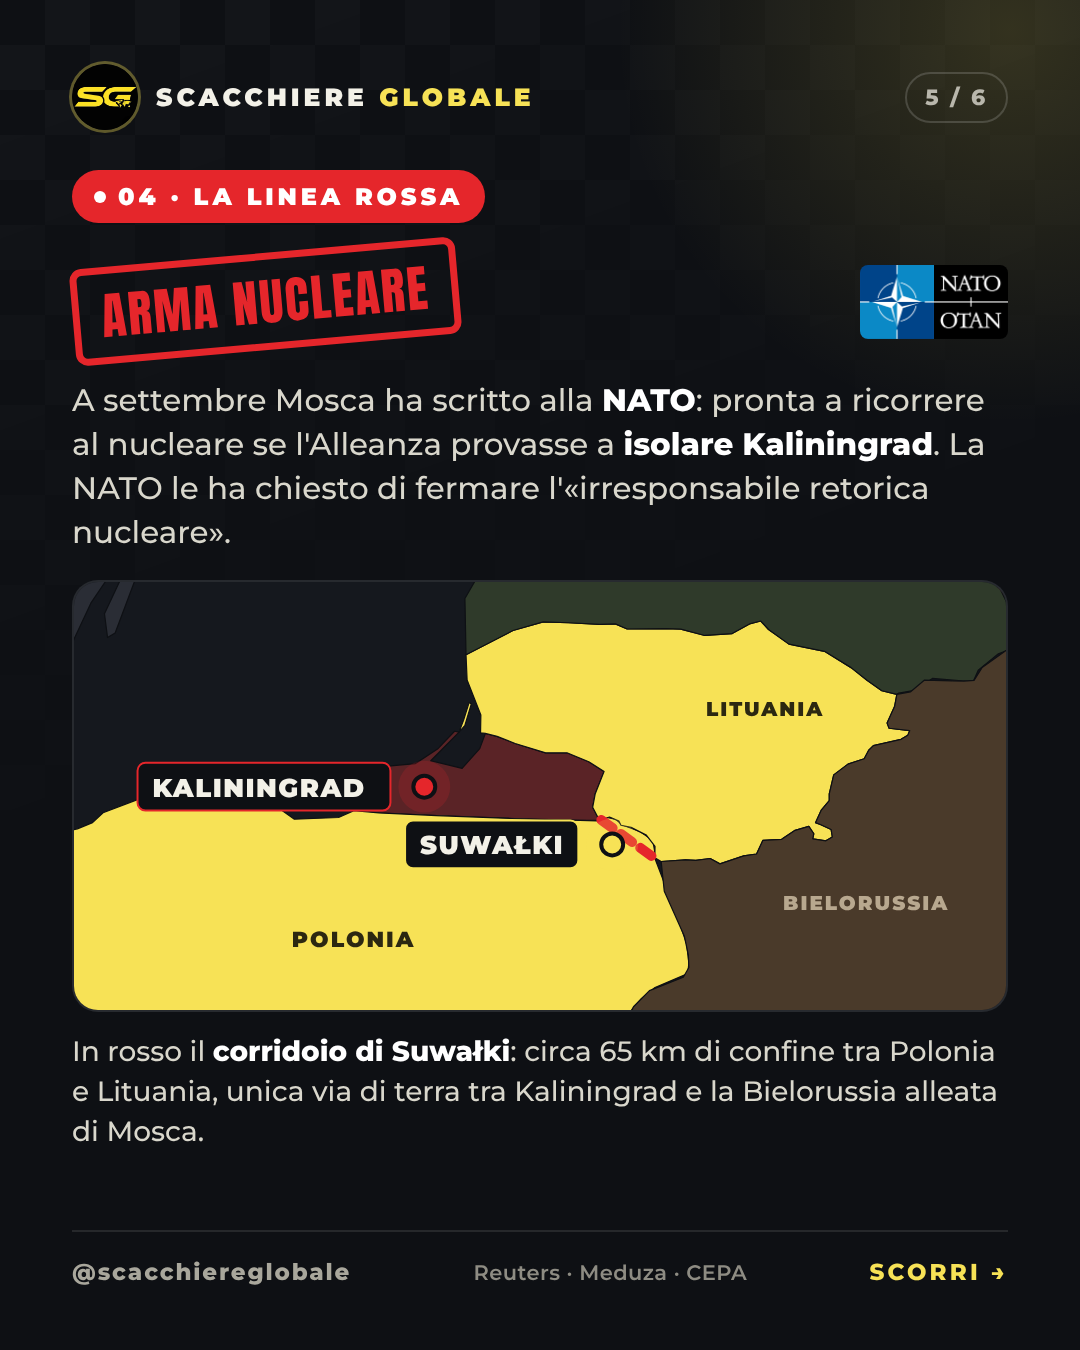 SG
SCACCHIERE GLOBALE
5 / 6
04 · LA LINEA ROSSA
ARMA NUCLEARE
NATO
OTAN
A settembre Mosca ha scritto alla NATO: pronta a ricorrere
al nucleare se l'Alleanza provasse a isolare Kaliningrad. La
NATO le ha chiesto di fermare l'«irresponsabile retorica
nucleare».
LITUANIA
KALININGRAD
SUWAŁKI
BIELORUSSIA
POLONIA
In rosso il corridoio di Suwałki: circa 65 km di confine tra Polonia
e Lituania, unica via di terra tra Kaliningrad e la Bielorussia alleata
di Mosca.
@scacchiereglobale
Reuters · Meduza · CEPA
SCORRI →